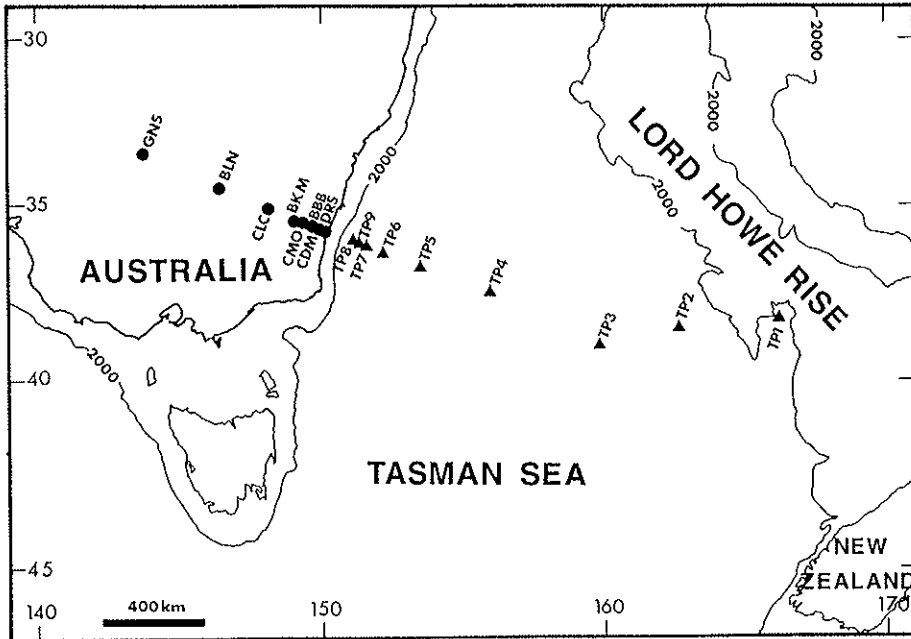 -30
-35
-40
-45
140
150
160
170
400km
GNS
BLN
CLC
BKM
BBB
DRS
CMO
CDM
TP8
TP7
TP9
TP6
TP5
TP4
TP3
TP2
TP1
2000
2000
2000
2000
2000
AUSTRALIA
LORD HOWE RISE
TASMAN SEA
NEW
ZEALAND